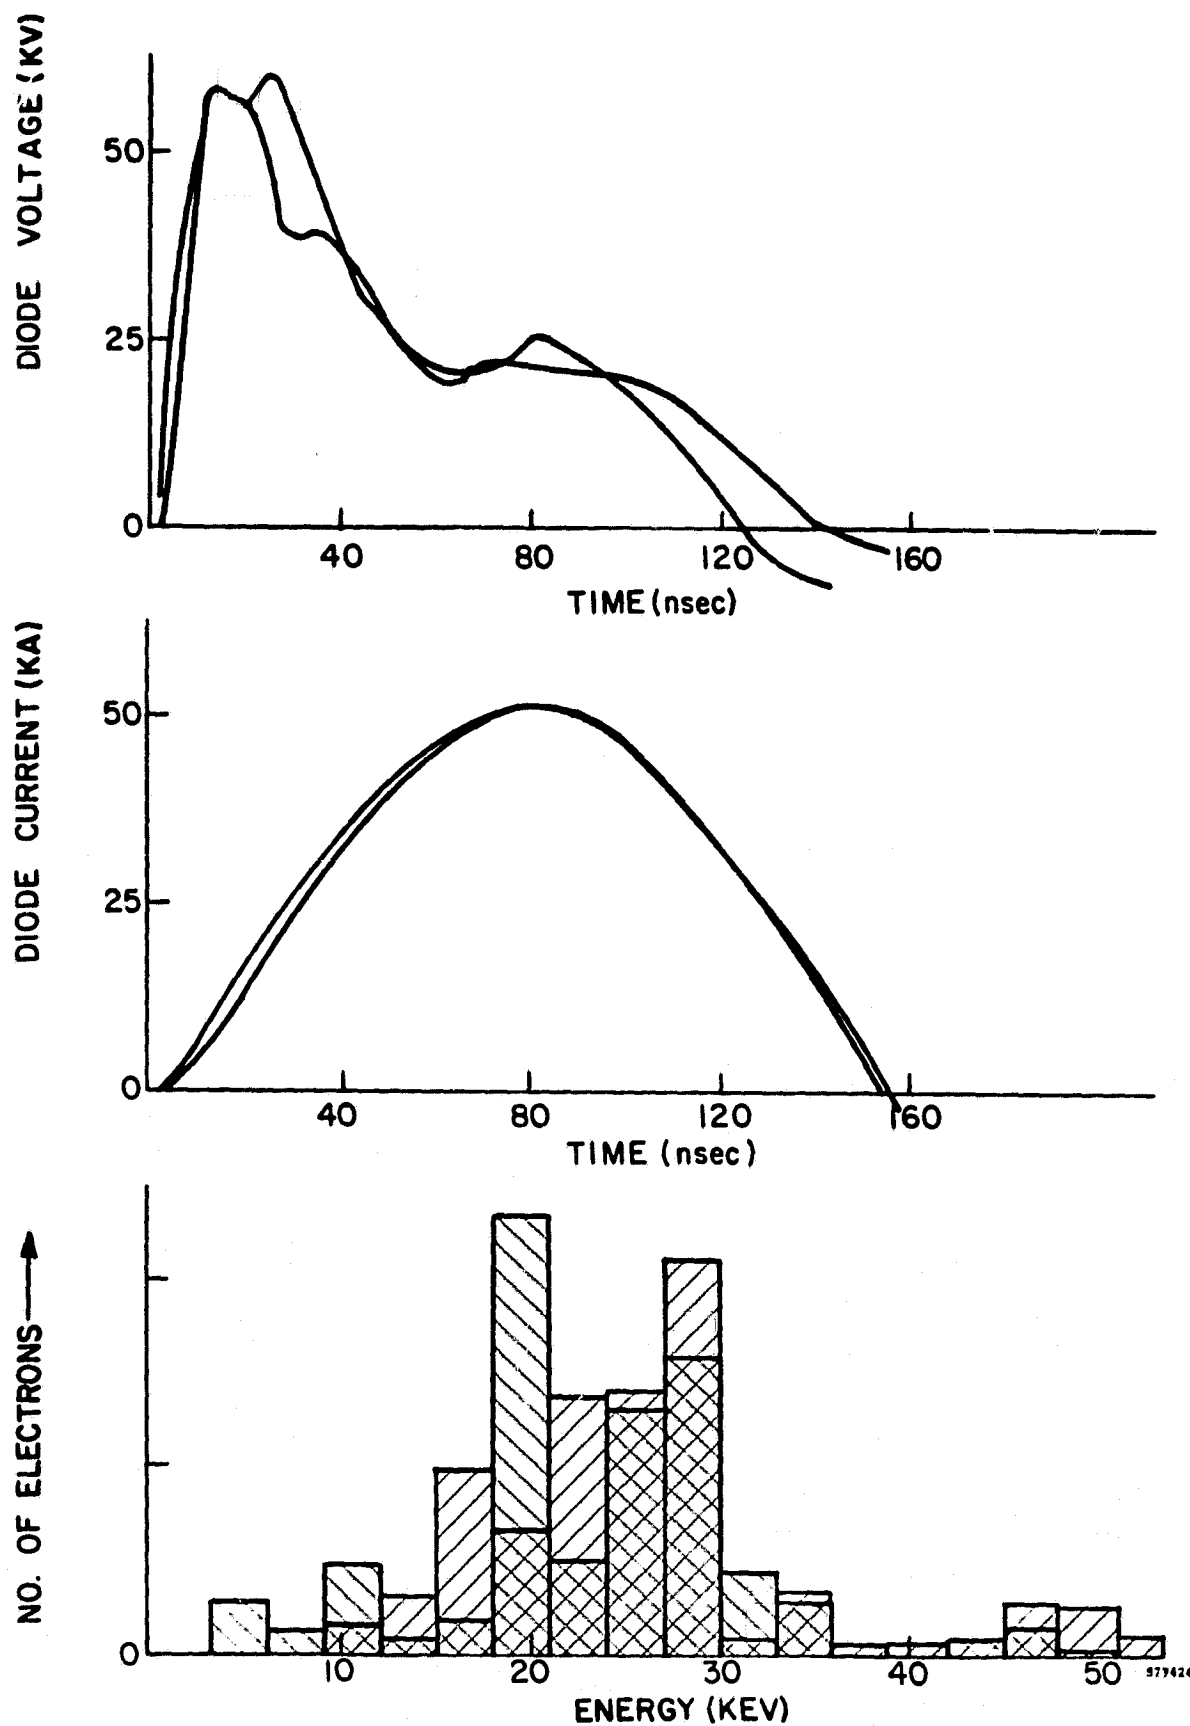 DIODE VOLTAGE (KV)
50
25
0
40 80 120 160
TIME (nsec)
DIODE CURRENT (KA)
50
25
0
40 80 120 160
TIME (nsec)
NO. OF ELECTRONS
0
10 20 30 40 50
ENERGY (KEV)